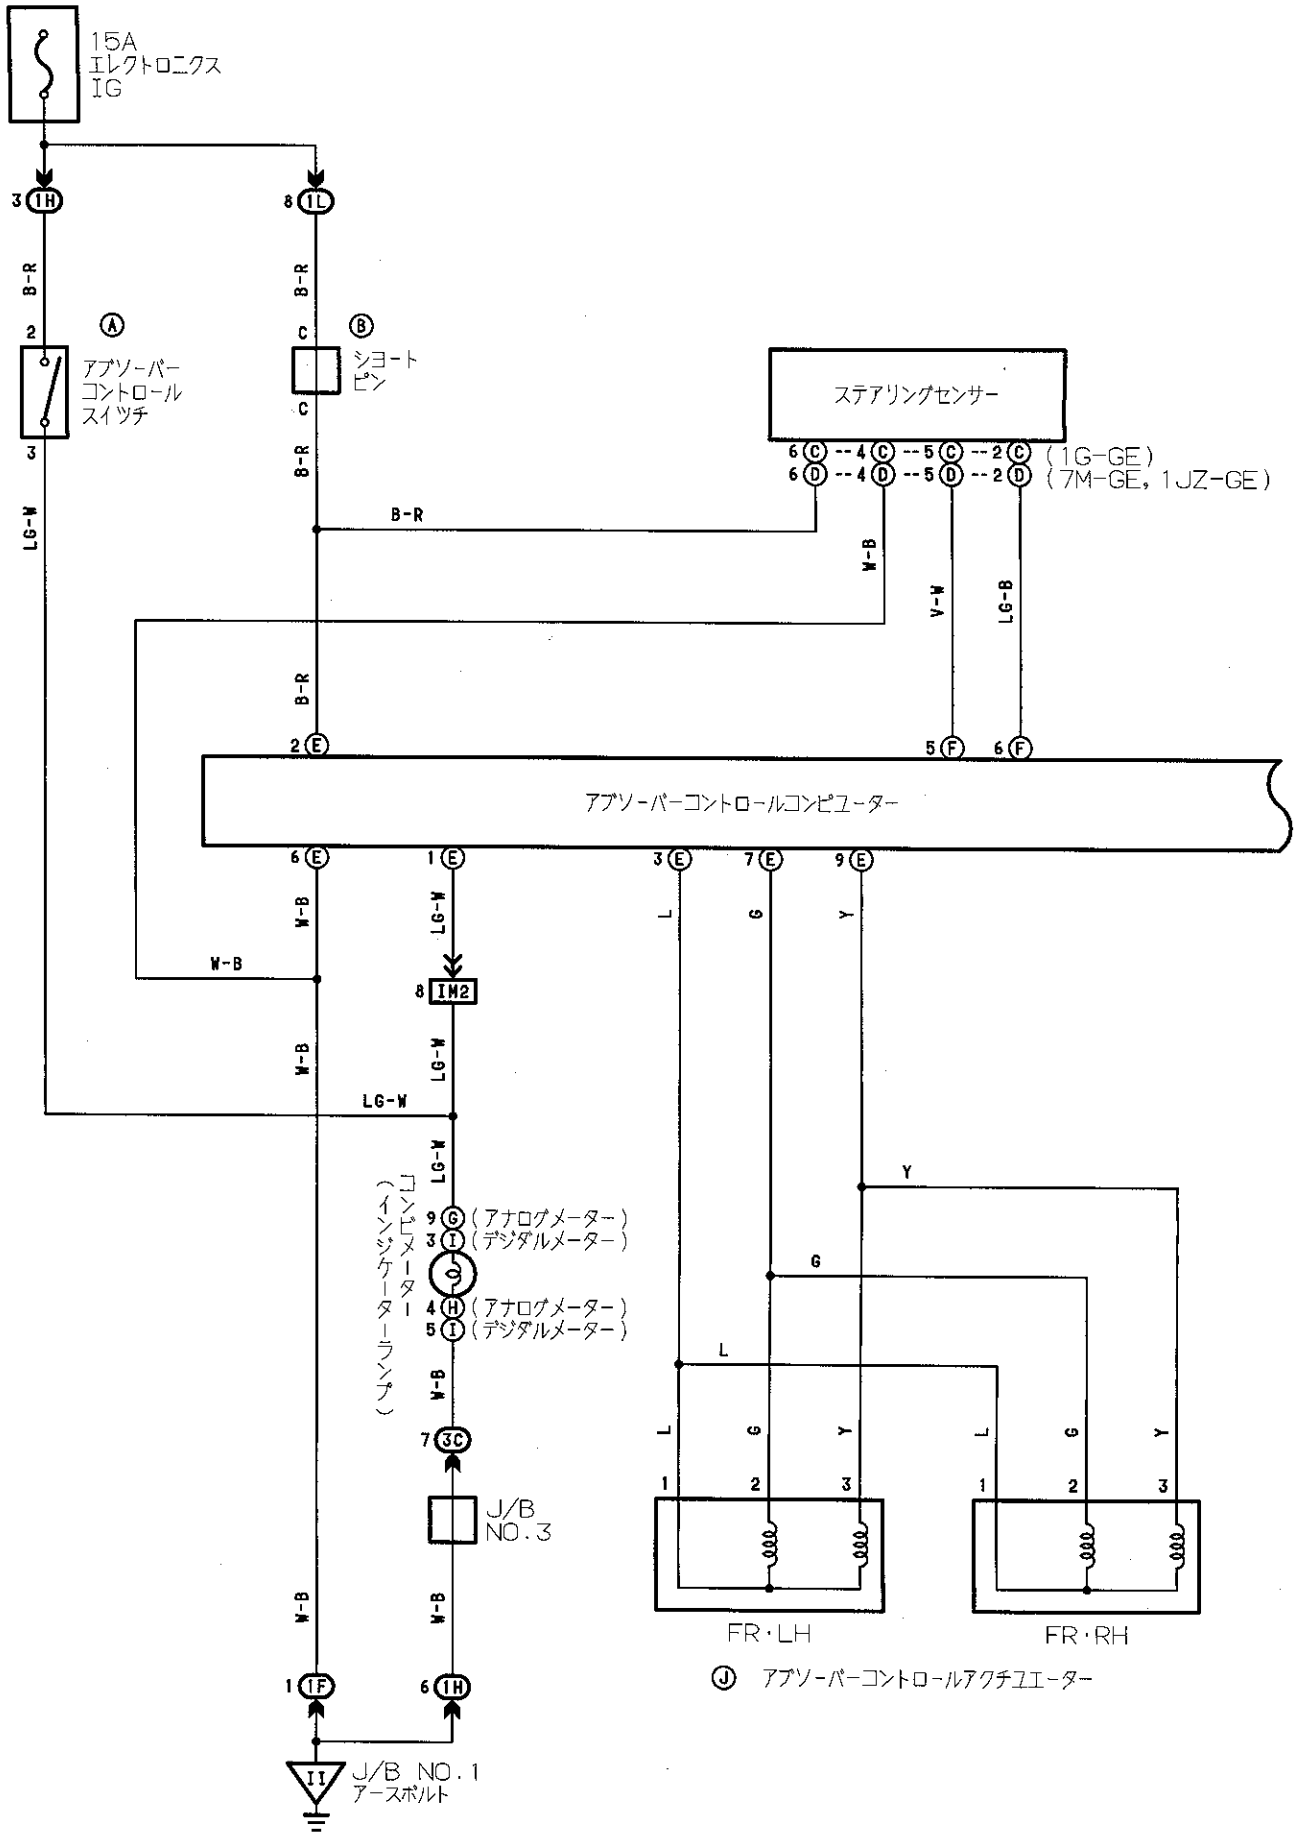 15A
エレクトロニクス
IG
3 1H
8 1L
B-R
B-R
2
A
アブソーバー
コントロール
スイツチ
3
LG-W
C
B
シヨート
ピン
C
B-R
ステアリングセンサー
6 C --4 C --5 C --2 C (1G-GE)
6 D --4 D --5 D --2 D (7M-GE, 1JZ-GE)
B-R
W-B
V-W
LG-B
B-R
2 E
5 F
6 F
アブソーバーコントロールコンピユーター
6 E
1 E
3 E
7 E
9 E
W-B
LG-W
L
G
Y
W-B
8 IM2
W-B
LG-W
LG-W
LG-W
コンビメーター
(インジケーターランプ)
9 G (アナログメーター)
3 I (デジタルメーター)
4 H (アナログメーター)
5 I (デジタルメーター)
W-B
7 3C
J/B
NO.3
Y
G
L
L
G
Y
L
G
Y
1
2
3
1
2
3
FR·LH
FR·RH
J アブソーバーコントロールアクチユエーター
W-B
W-B
1 1F
6 1H
II
J/B NO.1
アースボルト